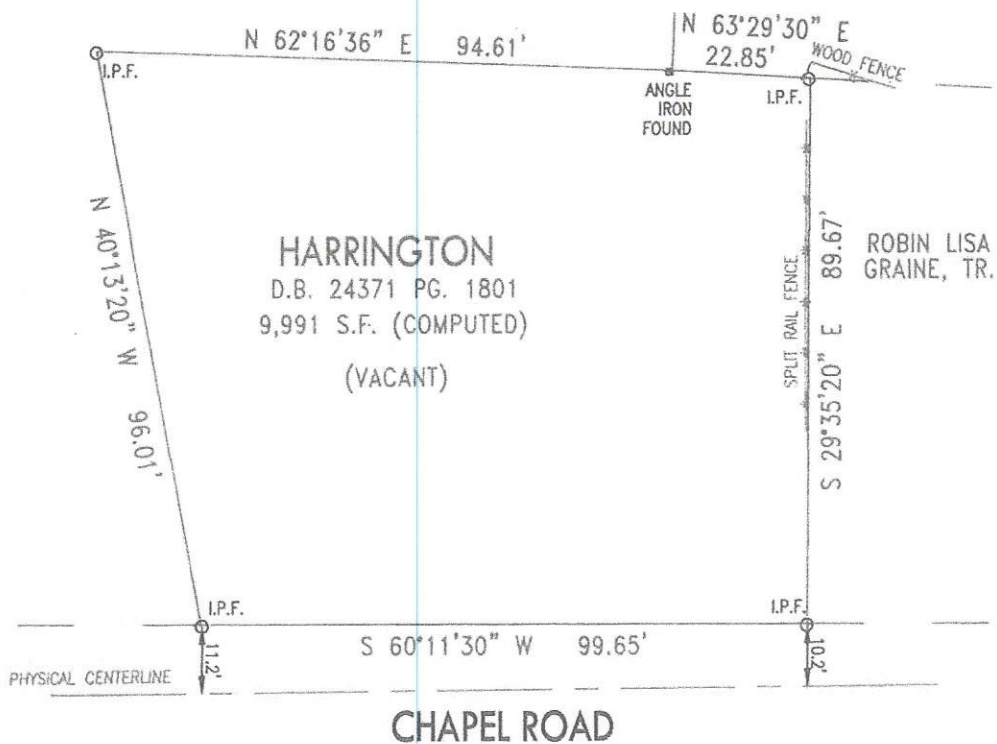 N 62°16'36" E 94.61'
N 63°29'30" E
22.85'
WOOD FENCE
I.P.F.
ANGLE
IRON
FOUND
I.P.F.
N 40°13'20" W 96.01'
HARRINGTON
D.B. 24371 PG. 1801
9,991 S.F. (COMPUTED)
(VACANT)
SPLIT RAIL FENCE
S 29°35'20" E 89.67'
ROBIN LISA
GRAINE, TR.
I.P.F.
I.P.F.
S 60°11'30" W 99.65'
11.2'
10.2'
PHYSICAL CENTERLINE
CHAPEL ROAD